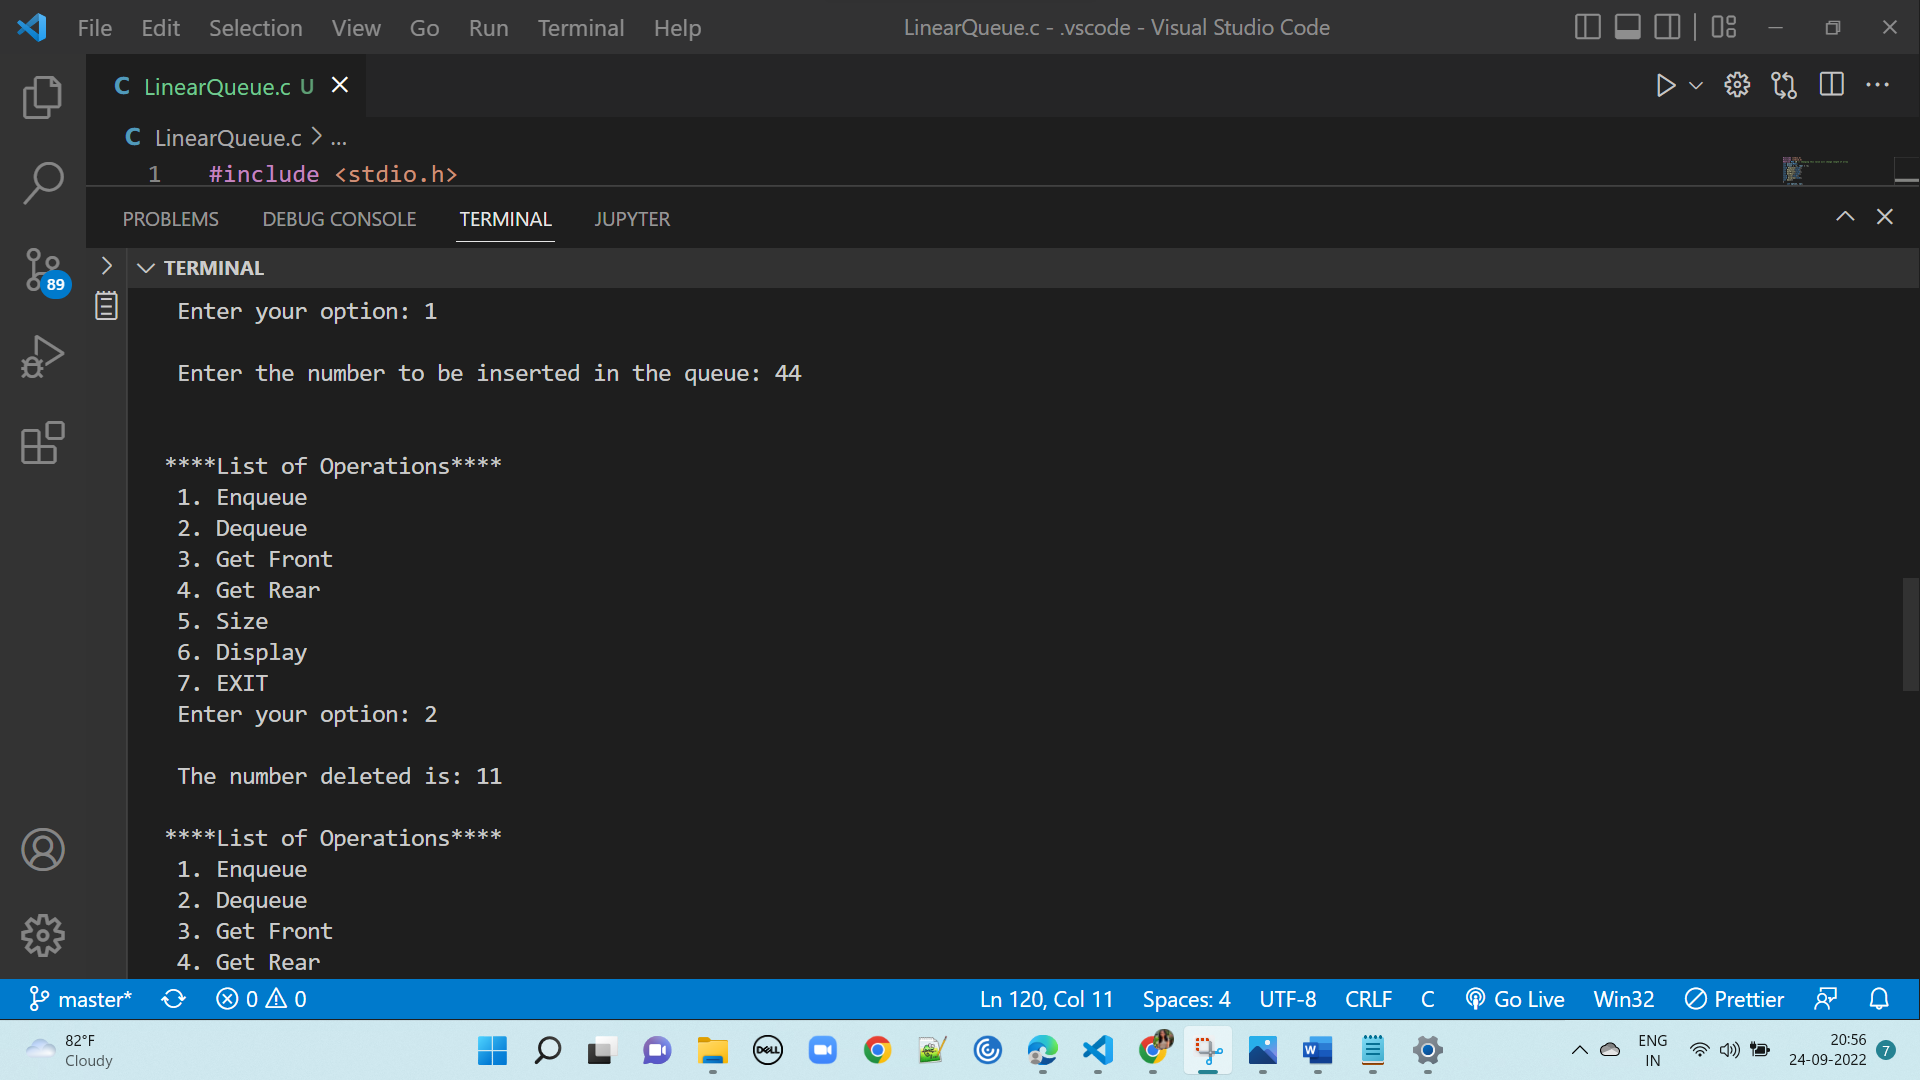 File Edit Selection View Go Run Terminal Help LinearQueue.c - .vscode - Visual Studio Code
C LinearQueue.c U
C LinearQueue.c > ...
1 #include <stdio.h>
PROBLEMS DEBUG CONSOLE TERMINAL JUPYTER
TERMINAL
89
Enter your option: 1
Enter the number to be inserted in the queue: 44
****List of Operations****
1. Enqueue
2. Dequeue
3. Get Front
4. Get Rear
5. Size
6. Display
7. EXIT
Enter your option: 2
The number deleted is: 11
****List of Operations****
1. Enqueue
2. Dequeue
3. Get Front
4. Get Rear
master* 0 0 Ln 120, Col 11 Spaces: 4 UTF-8 CRLF C Go Live Win32 Prettier
82°F
Cloudy
DELL
W
ENG
IN
20:56
24-09-2022
7